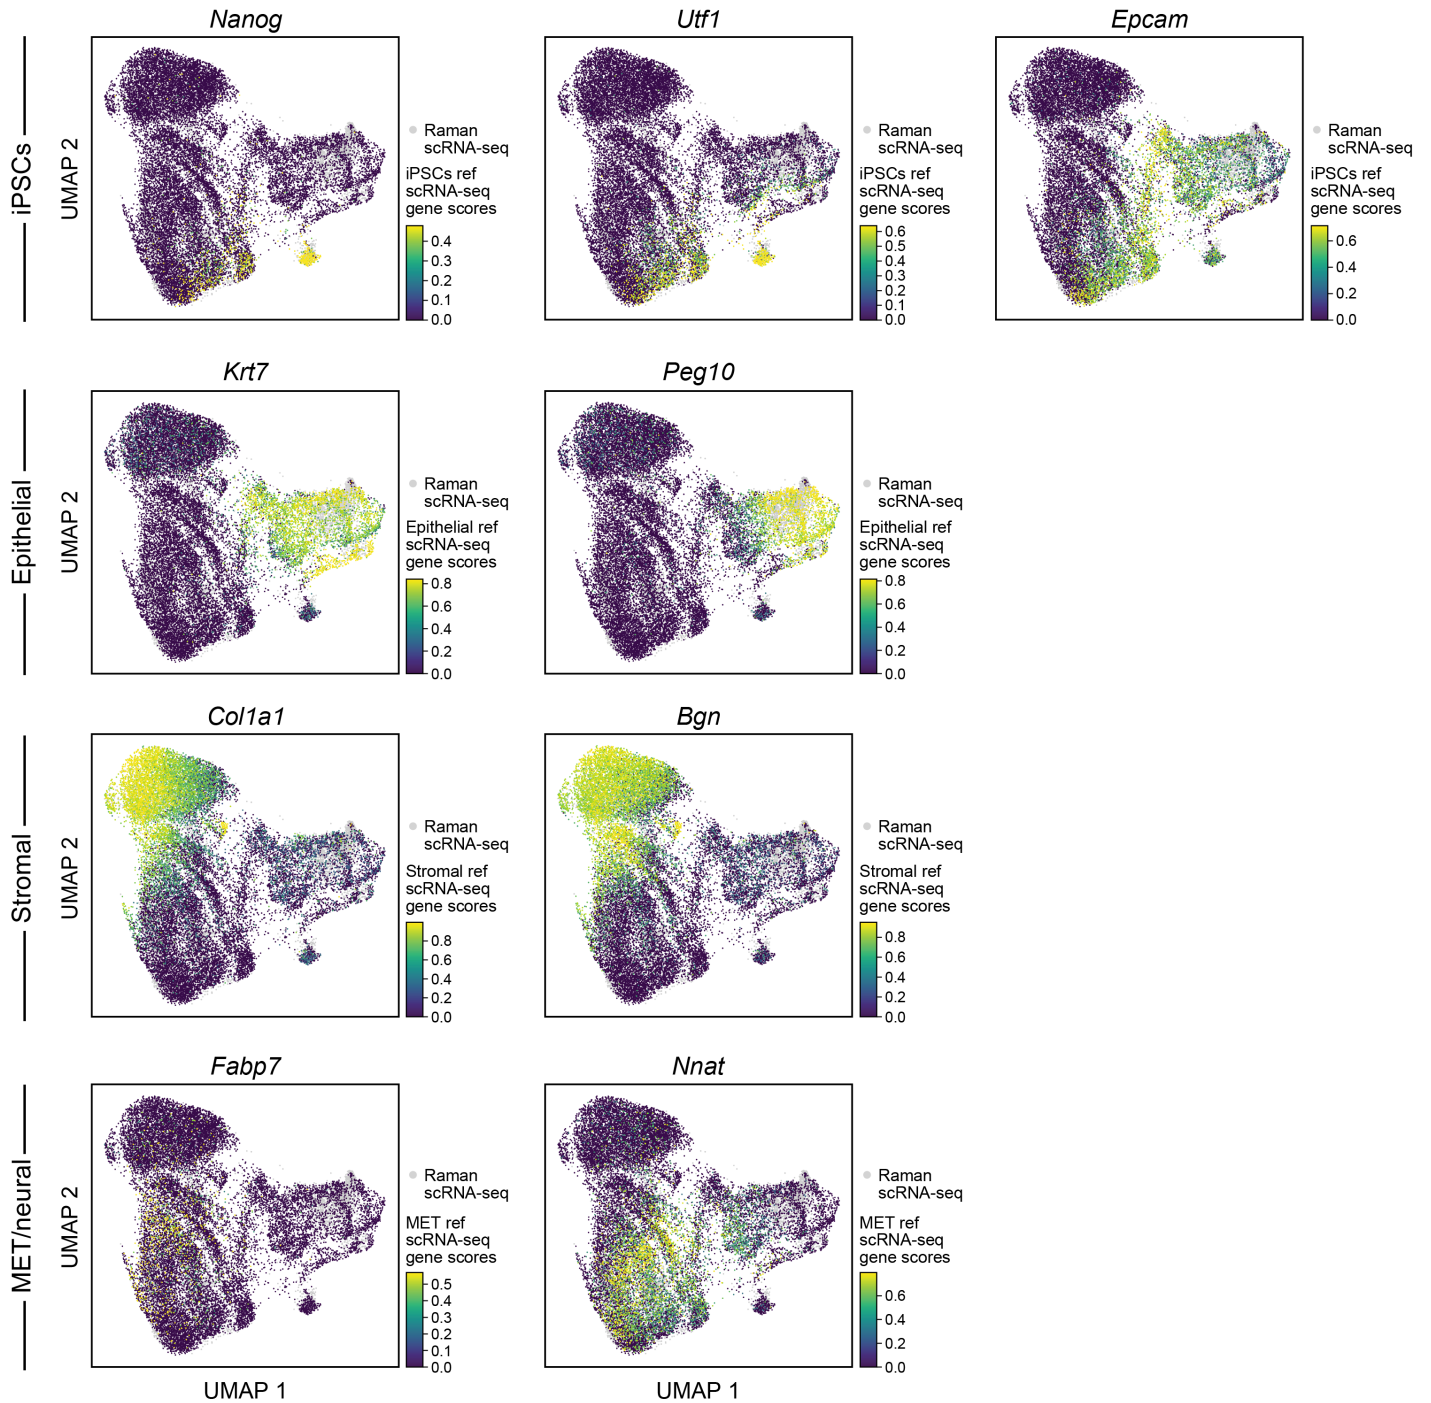 Nanog
Utf1
Epcam
iPSCs
UMAP 2
Raman
scRNA-seq
iPSCs ref
scRNA-seq
gene scores
0.4
0.3
0.2
0.1
0.0
Raman
scRNA-seq
iPSCs ref
scRNA-seq
gene scores
0.6
0.5
0.4
0.3
0.2
0.1
0.0
Raman
scRNA-seq
iPSCs ref
scRNA-seq
gene scores
0.6
0.4
0.2
0.0
Krt7
Peg10
Epithelial
UMAP 2
Raman
scRNA-seq
Epithelial ref
scRNA-seq
gene scores
0.8
0.6
0.4
0.2
0.0
Raman
scRNA-seq
Epithelial ref
scRNA-seq
gene scores
0.8
0.6
0.4
0.2
0.0
Col1a1
Bgn
Stromal
UMAP 2
Raman
scRNA-seq
Stromal ref
scRNA-seq
gene scores
0.8
0.6
0.4
0.2
0.0
Raman
scRNA-seq
Stromal ref
scRNA-seq
gene scores
0.8
0.6
0.4
0.2
0.0
Fabp7
Nnat
MET/neural
UMAP 2
Raman
scRNA-seq
MET ref
scRNA-seq
gene scores
0.5
0.4
0.3
0.2
0.1
0.0
Raman
scRNA-seq
MET ref
scRNA-seq
gene scores
0.6
0.4
0.2
0.0
UMAP 1
UMAP 1